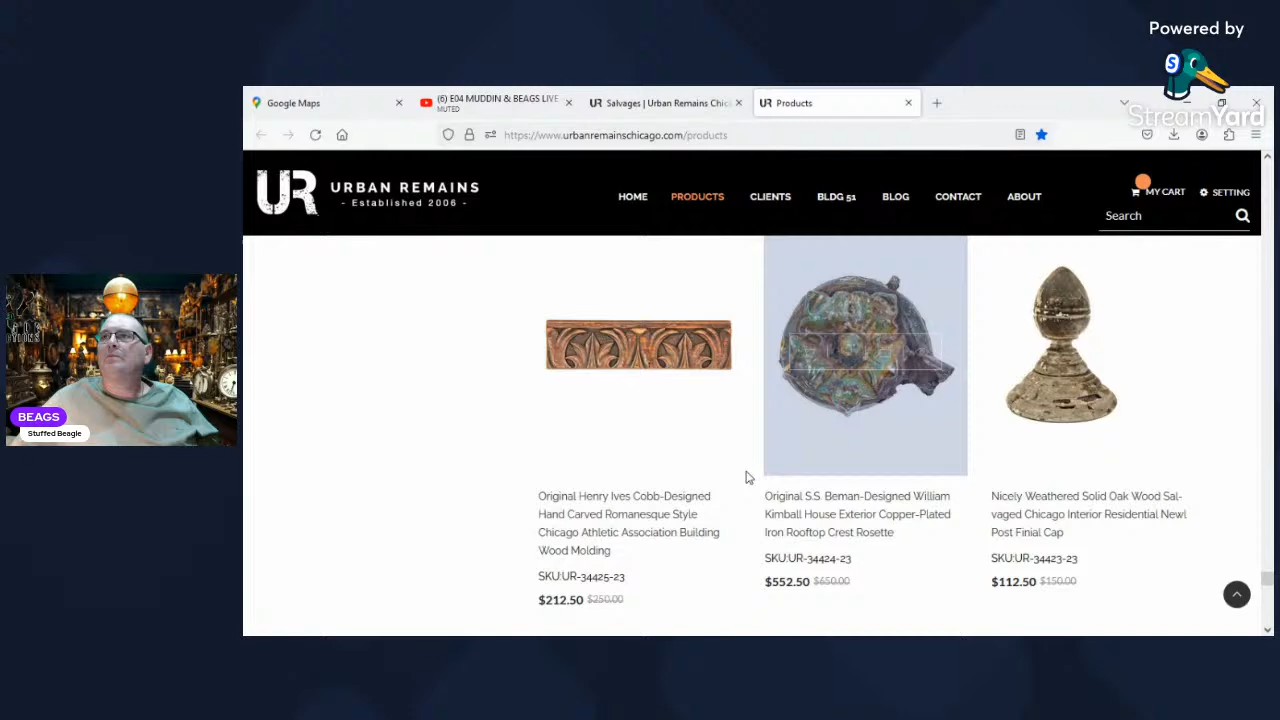 Powered by
StreamYard
Google Maps
(6) E04 MUDDIN & BEAGS LIVE
MUTED
UR Salvages | Urban Remains Chic
UR Products
https://www.urbanremainschicago.com/products
UR
URBAN REMAINS
- Established 2006 -
HOME
PRODUCTS
CLIENTS
BLDG 51
BLOG
CONTACT
ABOUT
MY CART
SETTING
Search
BEAGS
Stuffed Beagle
Original Henry Ives Cobb-Designed
Hand Carved Romanesque Style
Chicago Athletic Association Building
Wood Molding
SKU:UR-34425-23
$212.50 $250.00
Original S.S. Beman-Designed William
Kimball House Exterior Copper-Plated
Iron Rooftop Crest Rosette
SKU:UR-34424-23
$552.50 $650.00
Nicely Weathered Solid Oak Wood Sal-
vaged Chicago Interior Residential Newl
Post Finial Cap
SKU:UR-34423-23
$112.50 $150.00